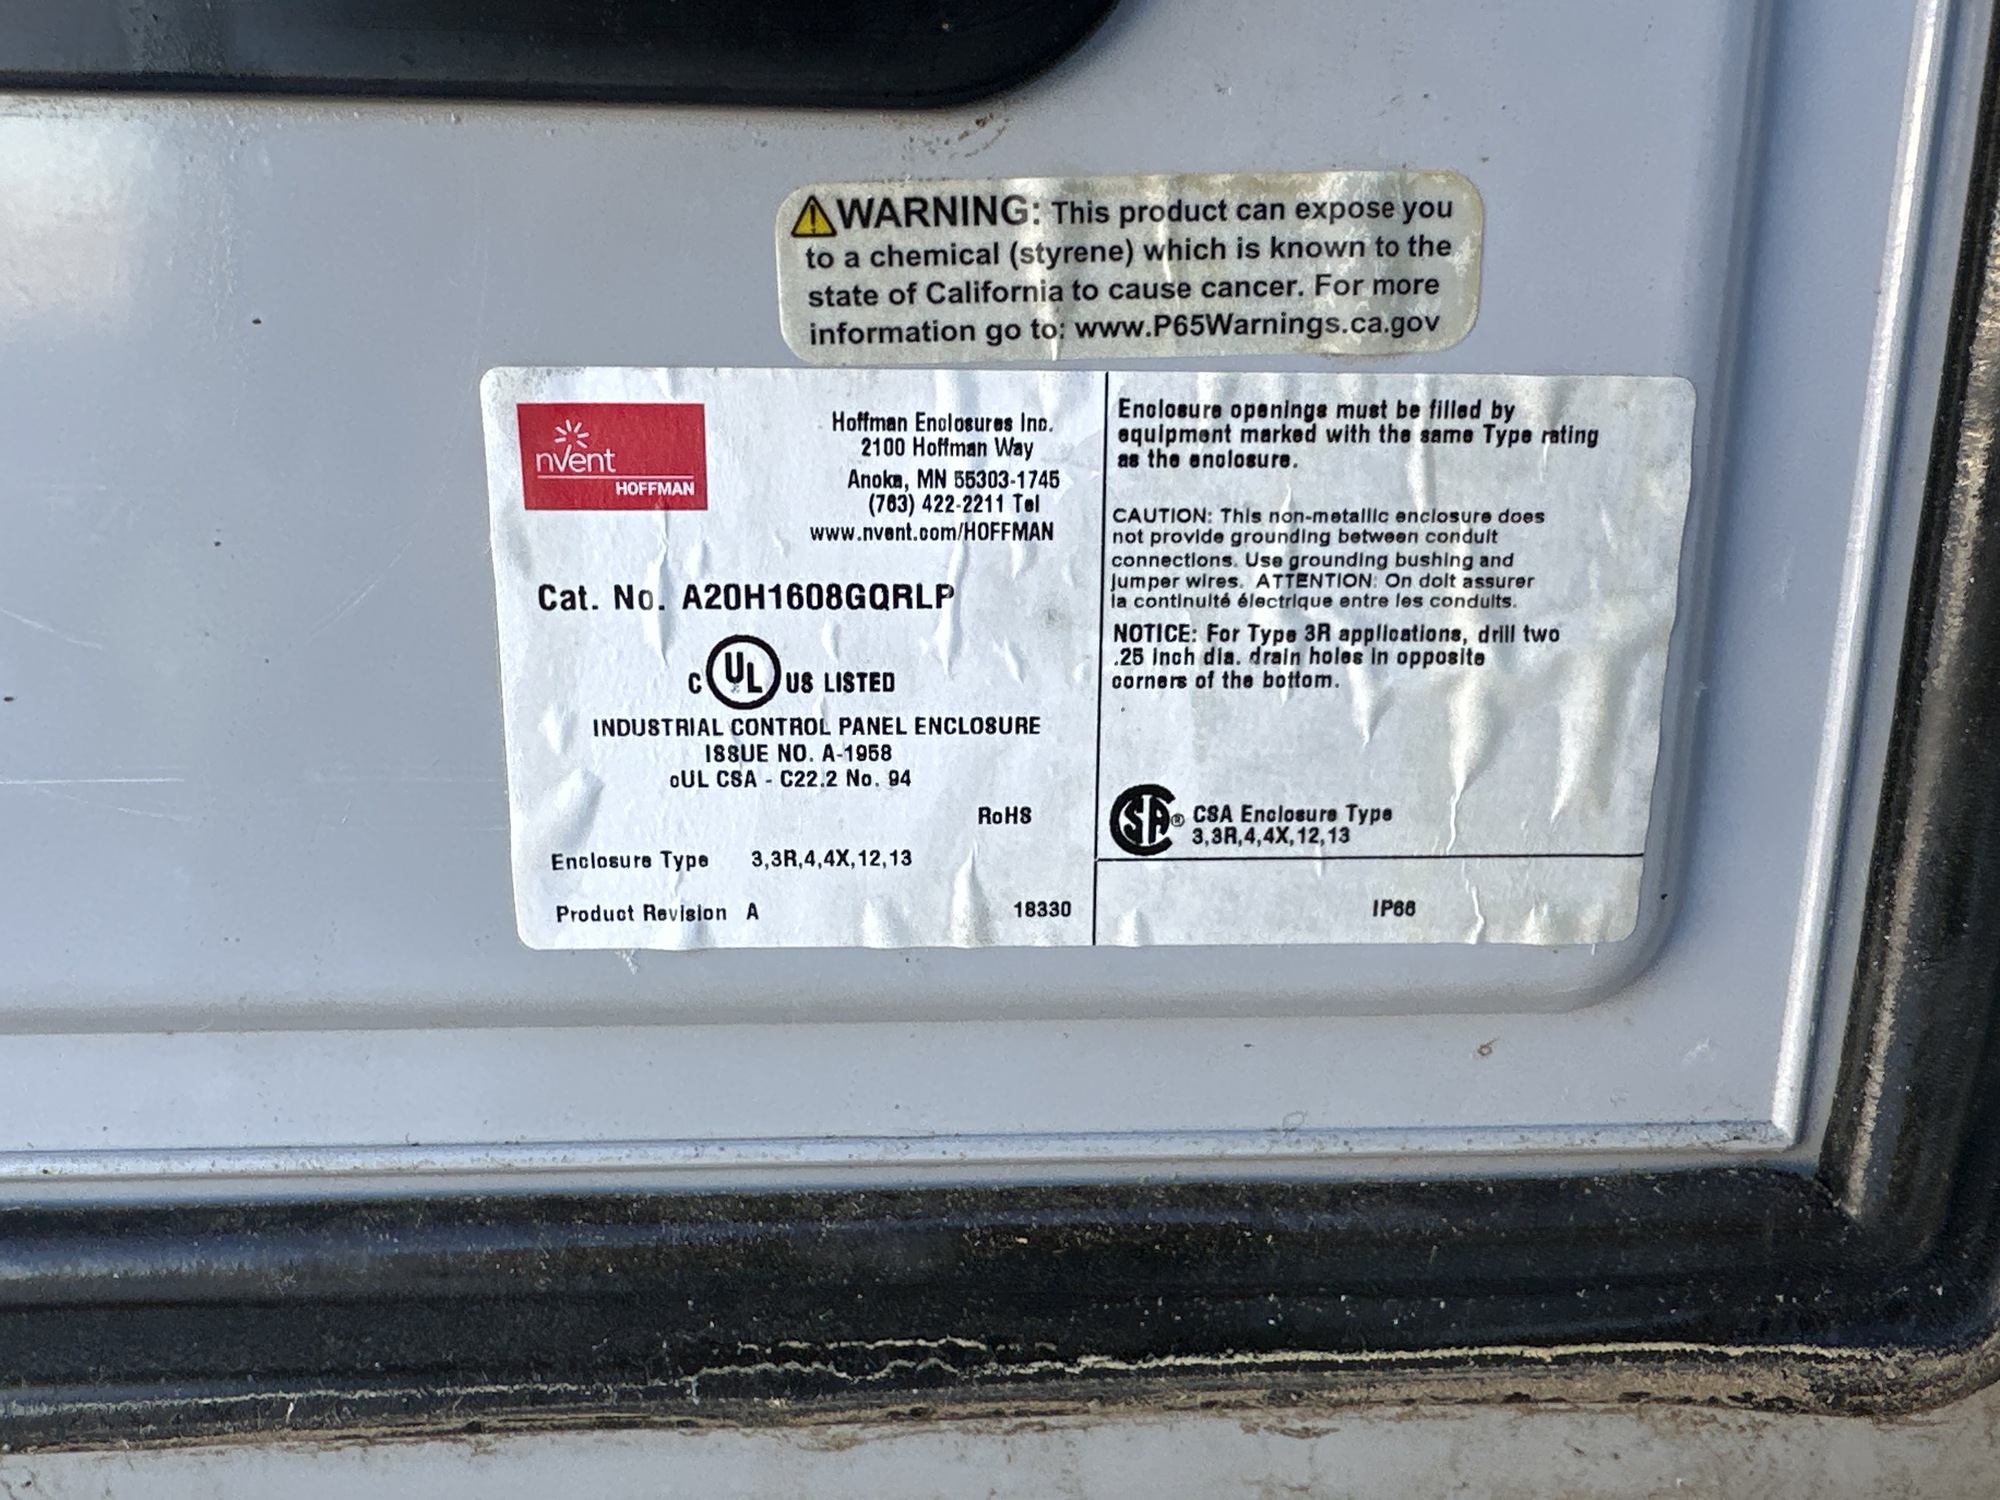 WARNING: This product can expose you
to a chemical (styrene) which is known to the
state of California to cause cancer. For more
information go to: www.P65Warnings.ca.gov
nVent
HOFFMAN
Hoffman Enclosures Inc.
2100 Hoffman Way
Anoka, MN 55303-1745
(763) 422-2211 Tel
www.nvent.com/HOFFMAN
Cat. No. A20H1608GQRLP
C UL US LISTED
INDUSTRIAL CONTROL PANEL ENCLOSURE
ISSUE NO. A-1958
cUL CSA - C22.2 No. 94
RoHS
Enclosure Type 3,3R,4,4X,12,13
Product Revision A 18330
Enclosure openings must be filled by
equipment marked with the same Type rating
as the enclosure.
CAUTION: This non-metallic enclosure does
not provide grounding between conduit
connections. Use grounding bushing and
jumper wires. ATTENTION: On doit assurer
la continuité électrique entre les conduits.
NOTICE: For Type 3R applications, drill two
.25 inch dia. drain holes in opposite
corners of the bottom.
SA® CSA Enclosure Type
3,3R,4,4X,12,13
IP66